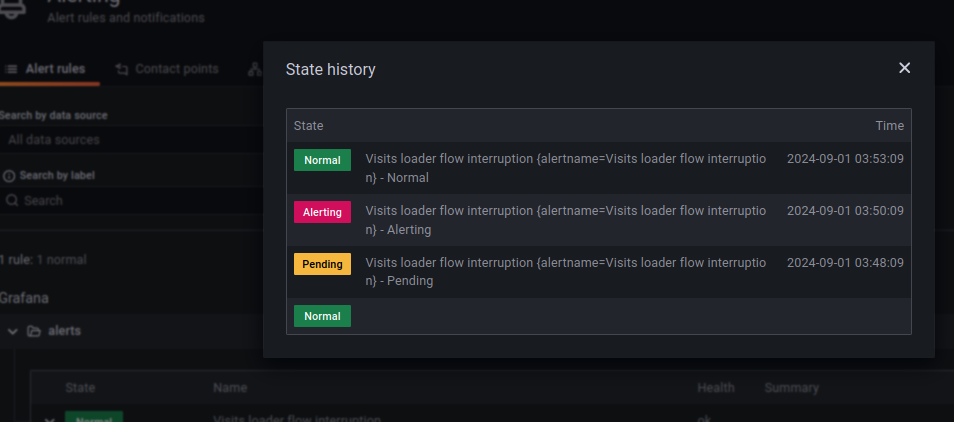 Alerting
Alert rules and notifications
Alert rules
Contact points
Search by data source
All data sources
Search by label
Search
1 rule: 1 normal
Grafana
alerts
State Name Health Summary
Normal Visits loader flow interruption ok
State history
State Time
Normal Visits loader flow interruption {alertname=Visits loader flow interruptio 2024-09-01 03:53:09
n} - Normal
Alerting Visits loader flow interruption {alertname=Visits loader flow interruptio 2024-09-01 03:50:09
n} - Alerting
Pending Visits loader flow interruption {alertname=Visits loader flow interruptio 2024-09-01 03:48:09
n} - Pending
Normal